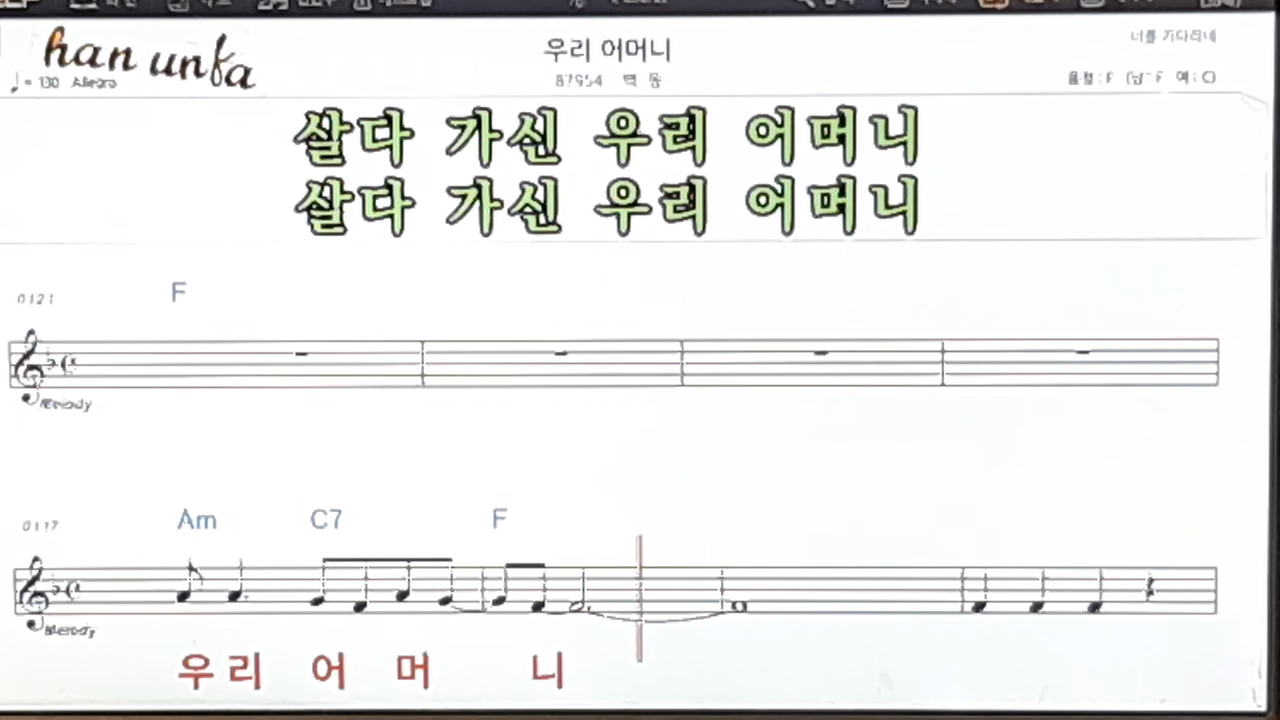 han unfa
우리 어머니
너를 기다리네
♩= 130 Allegro
87954
살다 가신 우리 어머니
살다 가신 우리 어머니
0121
F
Melody
0117
Am C7 F
Melody
우리 어 머 니